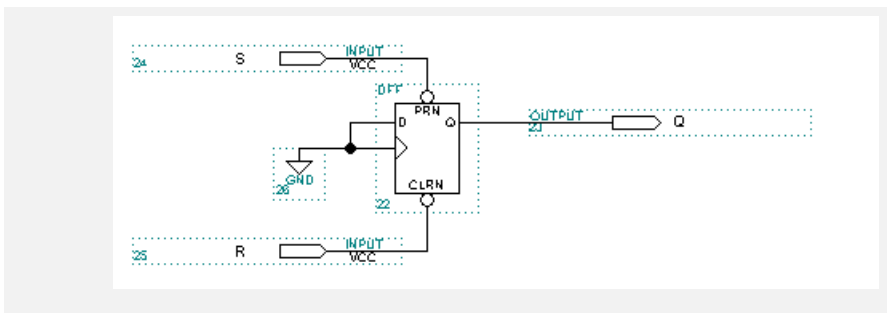 INPUT
24 S VCC
DFF
PRN
OUTPUT
D Q 23 Q
GND
26
CLRN
22
INPUT
25 R VCC